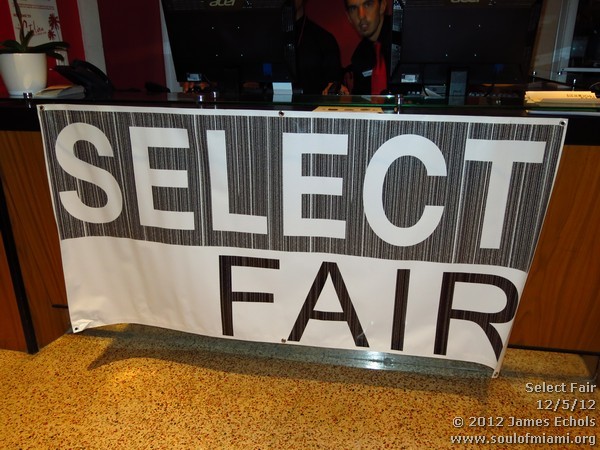 acer
acer
SELECT
FAIR
Select Fair
12/5/12
© 2012 James Echols
www.soulofmiami.org